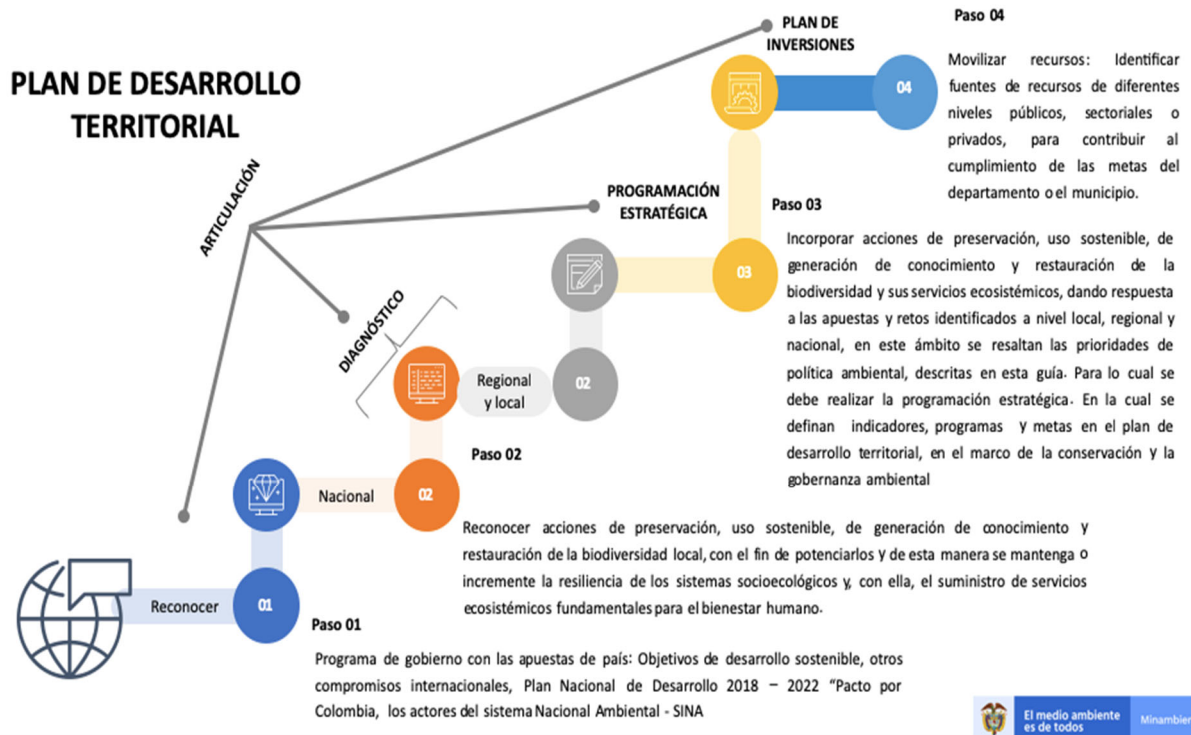 PLAN DE DESARROLLO
TERRITORIAL
ARTICULACIÓN
PLAN DE
INVERSIONES
04
Paso 04
Movilizar recursos: Identificar
fuentes de recursos de diferentes
niveles públicos, sectoriales o
privados, para contribuir al
cumplimiento de las metas del
departamento o el municipio.
PROGRAMACIÓN
ESTRATÉGICA
03
Paso 03
Incorporar acciones de preservación, uso sostenible, de
generación de conocimiento y restauración de la
biodiversidad y sus servicios ecosistémicos, dando respuesta
a las apuestas y retos identificados a nivel local, regional y
nacional, en este ámbito se resaltan las prioridades de
política ambiental, descritas en esta guía. Para lo cual se
debe realizar la programación estratégica. En la cual se
definan indicadores, programas y metas en el plan de
desarrollo territorial, en el marco de la conservación y la
gobernanza ambiental
DIAGNÓSTICO
Regional
y local
02
Nacional
02
Paso 02
Reconocer acciones de preservación, uso sostenible, de generación de conocimiento y
restauración de la biodiversidad local, con el fin de potenciarlos y de esta manera se mantenga o
incremente la resiliencia de los sistemas socioecológicos y, con ella, el suministro de servicios
ecosistémicos fundamentales para el bienestar humano.
Reconocer
01
Paso 01
Programa de gobierno con las apuestas de país: Objetivos de desarrollo sostenible, otros
compromisos internacionales, Plan Nacional de Desarrollo 2018 – 2022 “Pacto por
Colombia, los actores del sistema Nacional Ambiental - SINA
El medio ambiente
es de todos
Minambien